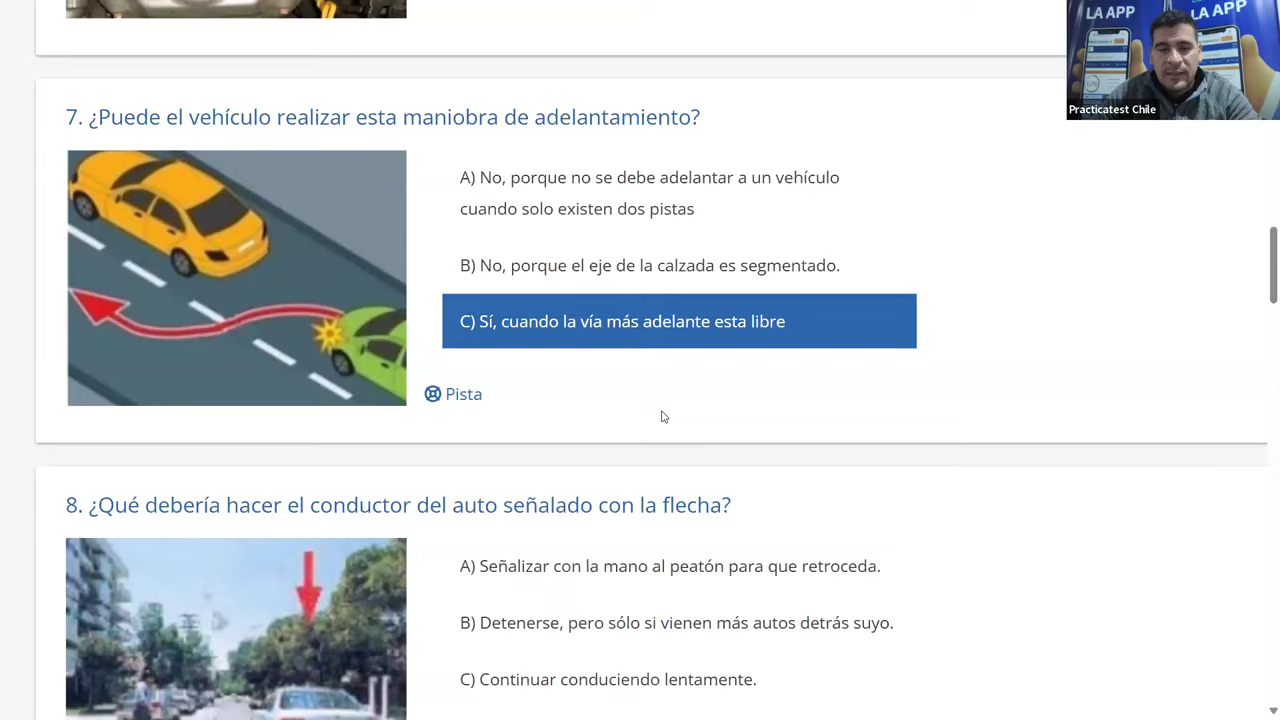 LA APP
LA APP
Practicatest Chile
7. ¿Puede el vehículo realizar esta maniobra de adelantamiento?
A) No, porque no se debe adelantar a un vehículo
cuando solo existen dos pistas
B) No, porque el eje de la calzada es segmentado.
C) Sí, cuando la vía más adelante esta libre
Pista
8. ¿Qué debería hacer el conductor del auto señalado con la flecha?
A) Señalizar con la mano al peatón para que retroceda.
B) Detenerse, pero sólo si vienen más autos detrás suyo.
C) Continuar conduciendo lentamente.